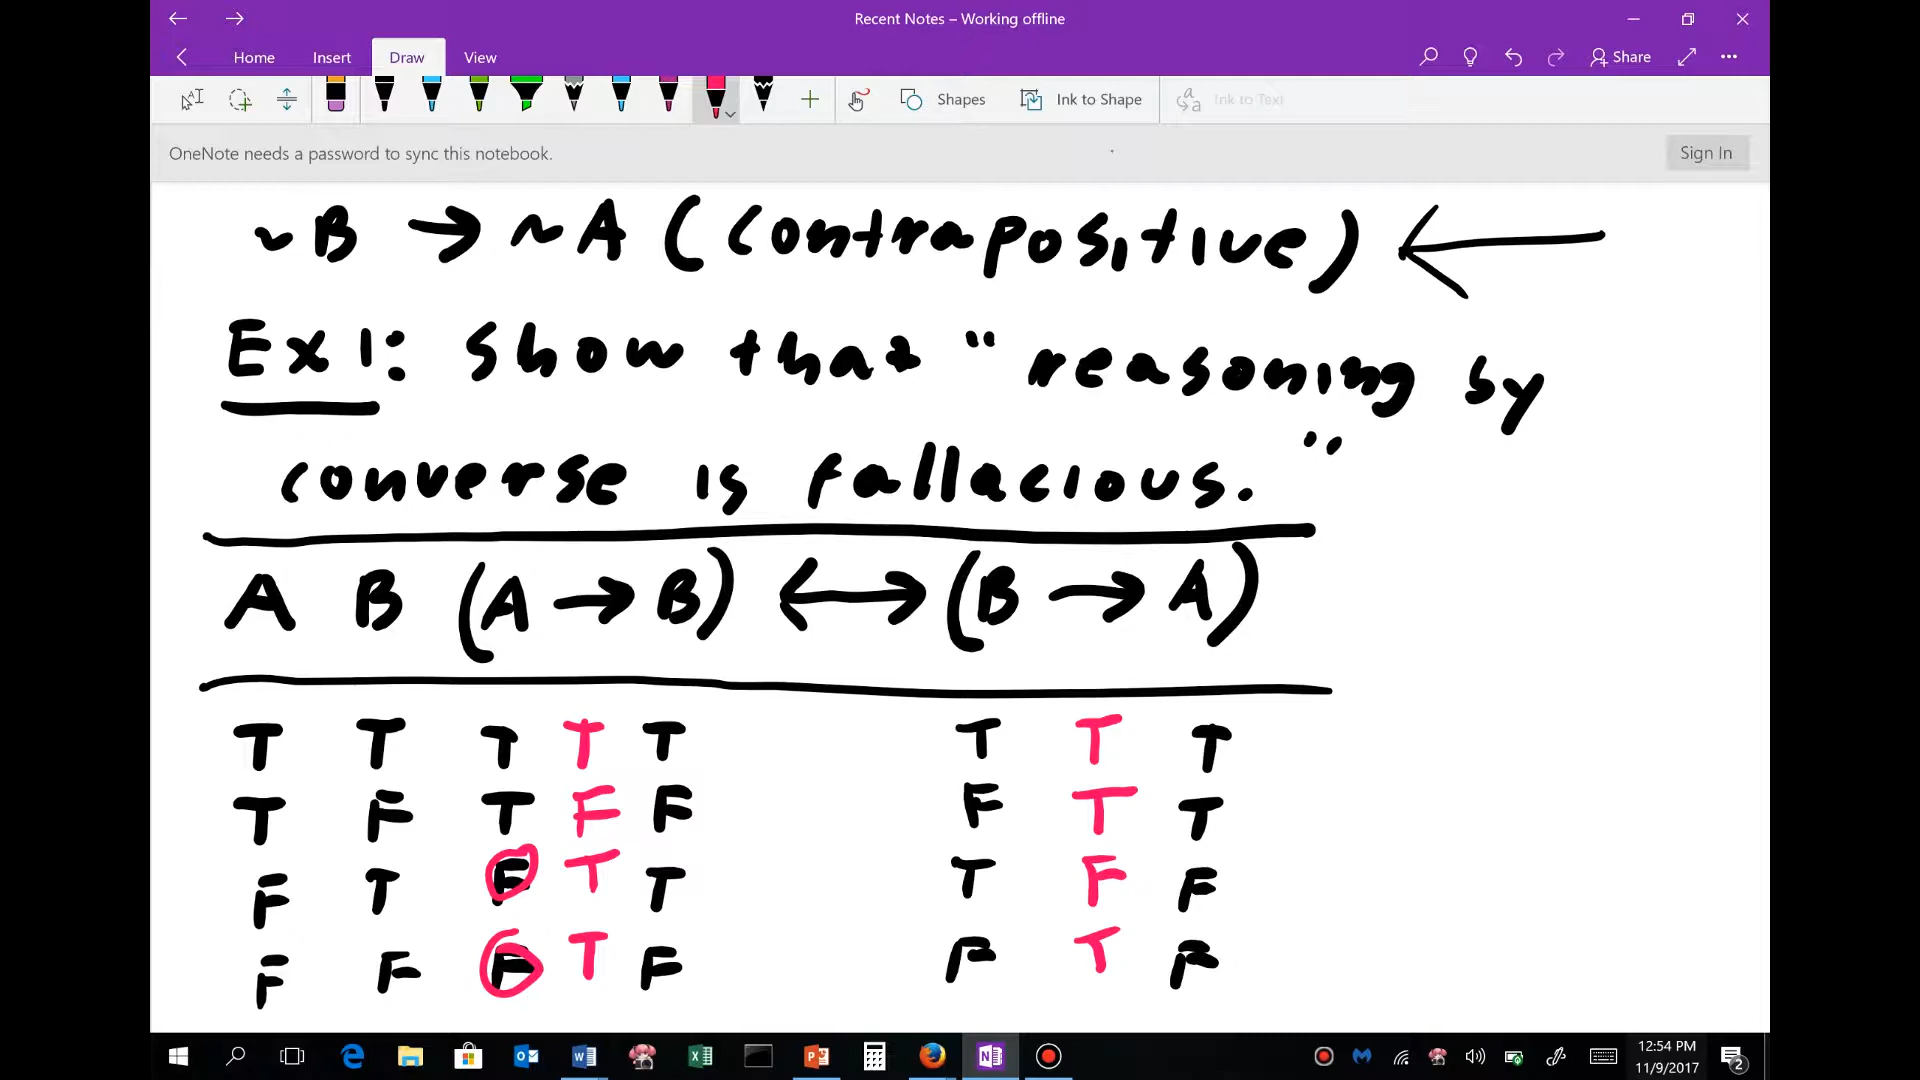 Recent Notes – Working offline
Home Insert Draw View Share
Shapes Ink to Shape Ink to Text
OneNote needs a password to sync this notebook. Sign In
~B → ~A (contrapositive) ←
Ex 1: Show that "reasoning by
converse is fallacious."
A B (A → B) ↔ (B → A)
T T T T T T T T
T F T F F F T T
F T F T T T F F
F F F T F F T F
12:54 PM
11/9/2017
2